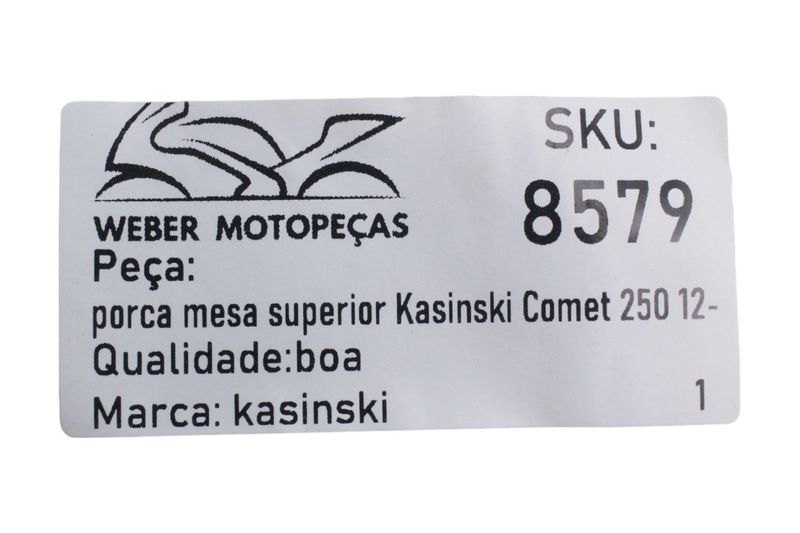 SKU:
8579
WEBER MOTOPEÇAS
Peça:
porca mesa superior Kasinski Comet 250 12-
Qualidade:boa
Marca: kasinski
1